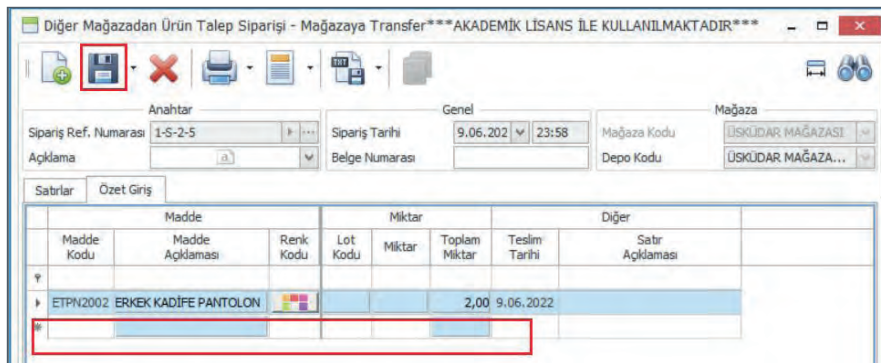 Diğer Mağazadan Ürün Talep Siparişi - Mağazaya Transfer***AKADEMİK LİSANS İLE KULLANILMAKTADIR***
TXT
Anahtar Genel Mağaza
Sipariş Ref. Numarası 1-S-2-5 Sipariş Tarihi 9.06.202 23:58 Mağaza Kodu ÜSKÜDAR MAĞAZASI
Açıklama a Belge Numarası Depo Kodu ÜSKÜDAR MAĞAZA...
Satırlar Özet Giriş
Madde Miktar Diğer
Madde Kodu Madde Açıklaması Renk Kodu Lot Kodu Miktar Toplam Miktar Teslim Tarihi Satır Açıklaması
ETPN2002 ERKEK KADİFE PANTOLON 2,00 9.06.2022